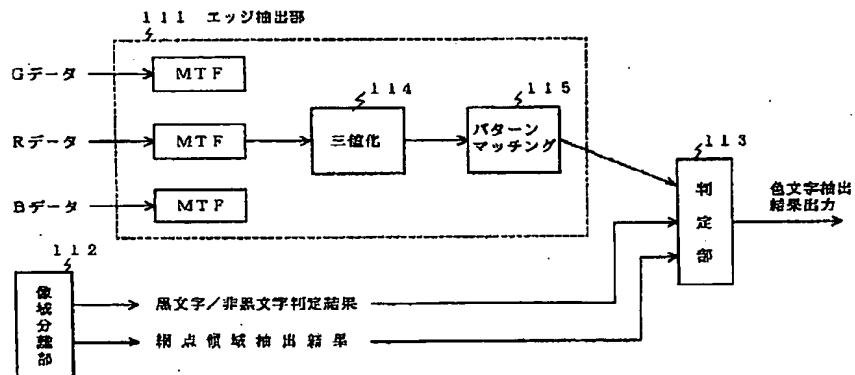 111 エッジ抽出部
Gデータ
MTF
114
115
Rデータ
MTF
三値化
パターン
マッチング
113
Bデータ
MTF
判定部
色文字抽出
結果出力
112
像域分離部
黒文字/非黒文字判定結果
網点領域抽出結果